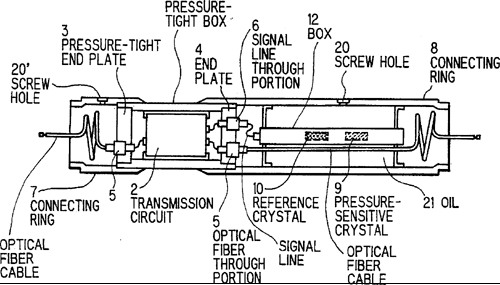 PRESSURE-
TIGHT BOX
3
PRESSURE-TIGHT
END PLATE
20'
SCREW
HOLE
4
END
PLATE
6
SIGNAL
LINE
THROUGH
PORTION
12
BOX
20
SCREW HOLE
8
CONNECTING
RING
7
CONNECTING
RING
5
2
TRANSMISSION
CIRCUIT
5
OPTICAL
FIBER
THROUGH
PORTION
10
REFERENCE
CRYSTAL
9
PRESSURE-
SENSITIVE
CRYSTAL
21 OIL
OPTICAL
FIBER
CABLE
SIGNAL
LINE
OPTICAL
FIBER
CABLE